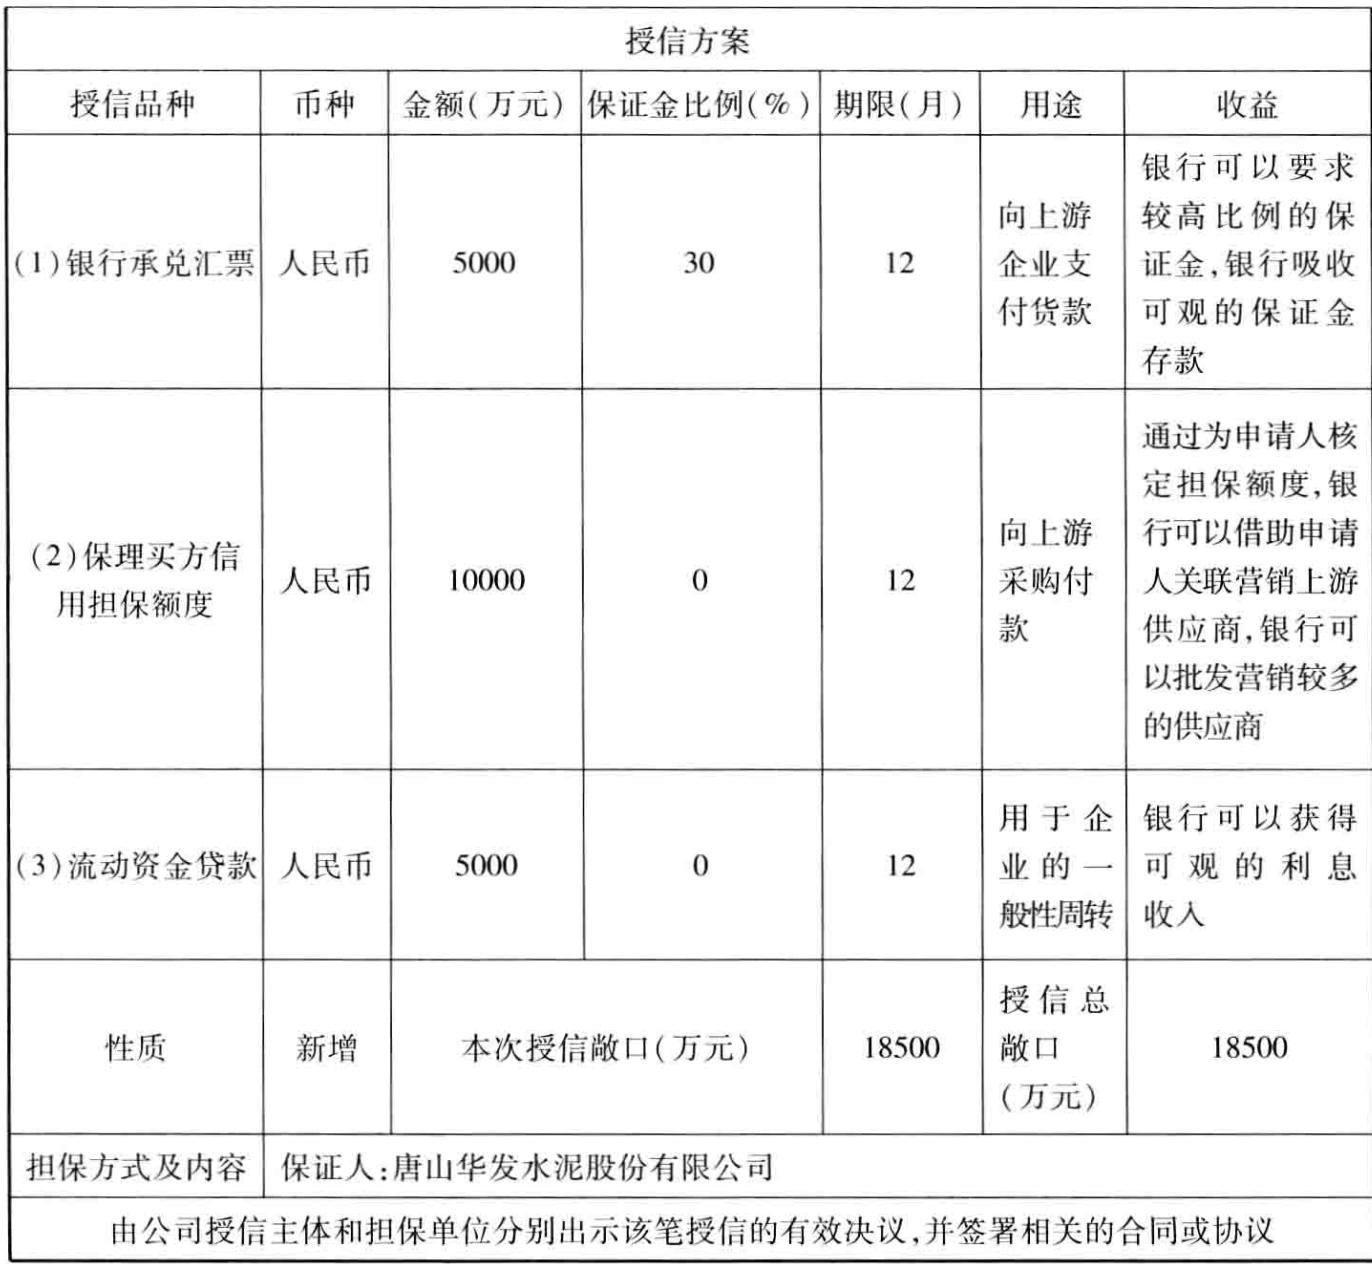 授信方案
授信品种 币种 金额(万元) 保证金比例(%) 期限(月) 用途 收益
(1)银行承兑汇票 人民币 5000 30 12
向上游
企业支
付货款
银行可以要求
较高比例的保
证金,银行吸收
可观的保证金
存款
(2)保理买方信
用担保额度
人民币 10000 0 12
向上游
采购付
款
通过为申请人核
定担保额度,银
行可以借助申请
人关联营销上游
供应商,银行可
以批发营销较多
的供应商
(3)流动资金贷款 人民币 5000 0 12
用于企
业的一
般性周转
银行可以获得
可观的利息
收入
性质 新增 本次授信敞口(万元) 18500
授信总
敞口
(万元)
18500
担保方式及内容 保证人:唐山华发水泥股份有限公司
由公司授信主体和担保单位分别出示该笔授信的有效决议,并签署相关的合同或协议